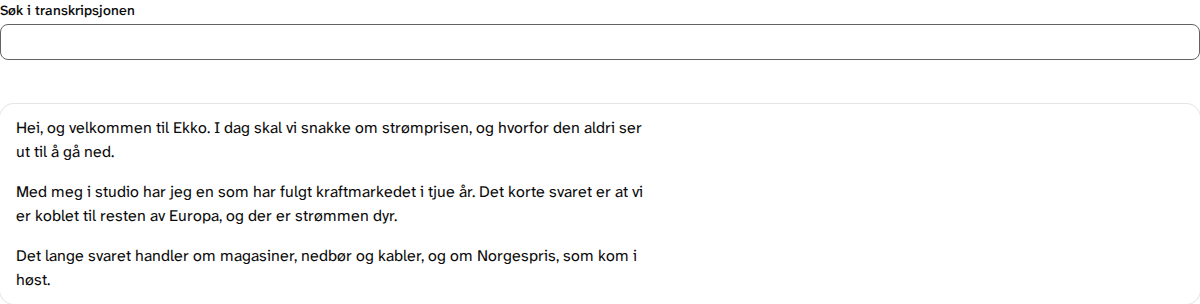 Søk i transkripsjonen
Hei, og velkommen til Ekko. I dag skal vi snakke om strømprisen, og hvorfor den aldri ser
ut til å gå ned.
Med meg i studio har jeg en som har fulgt kraftmarkedet i tjue år. Det korte svaret er at vi
er koblet til resten av Europa, og der er strømmen dyr.
Det lange svaret handler om magasiner, nedbør og kabler, og om Norgespris, som kom i
høst.